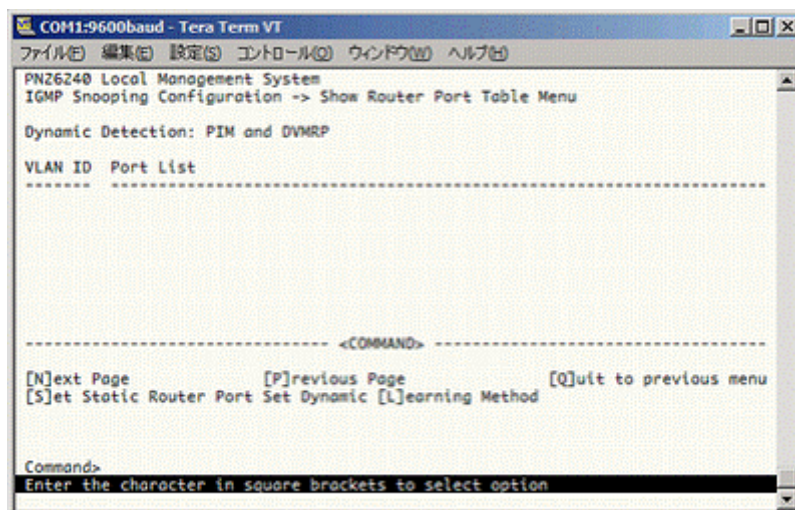 COM1:9600baud - Tera Term VT
ファイル(F) 編集(E) 設定(S) コントロール(O) ウィンドウ(W) ヘルプ(H)
PN26240 Local Management System
IGMP Snooping Configuration -> Show Router Port Table Menu
Dynamic Detection: PIM and DVMRP
VLAN ID Port List
------- ----------------------------------------------------------------------
-------------------------------- <COMMAND> -----------------------------------
[N]ext Page [P]revious Page [Q]uit to previous menu
[S]et Static Router Port Set Dynamic [L]earning Method
Command>
Enter the character in square brackets to select option